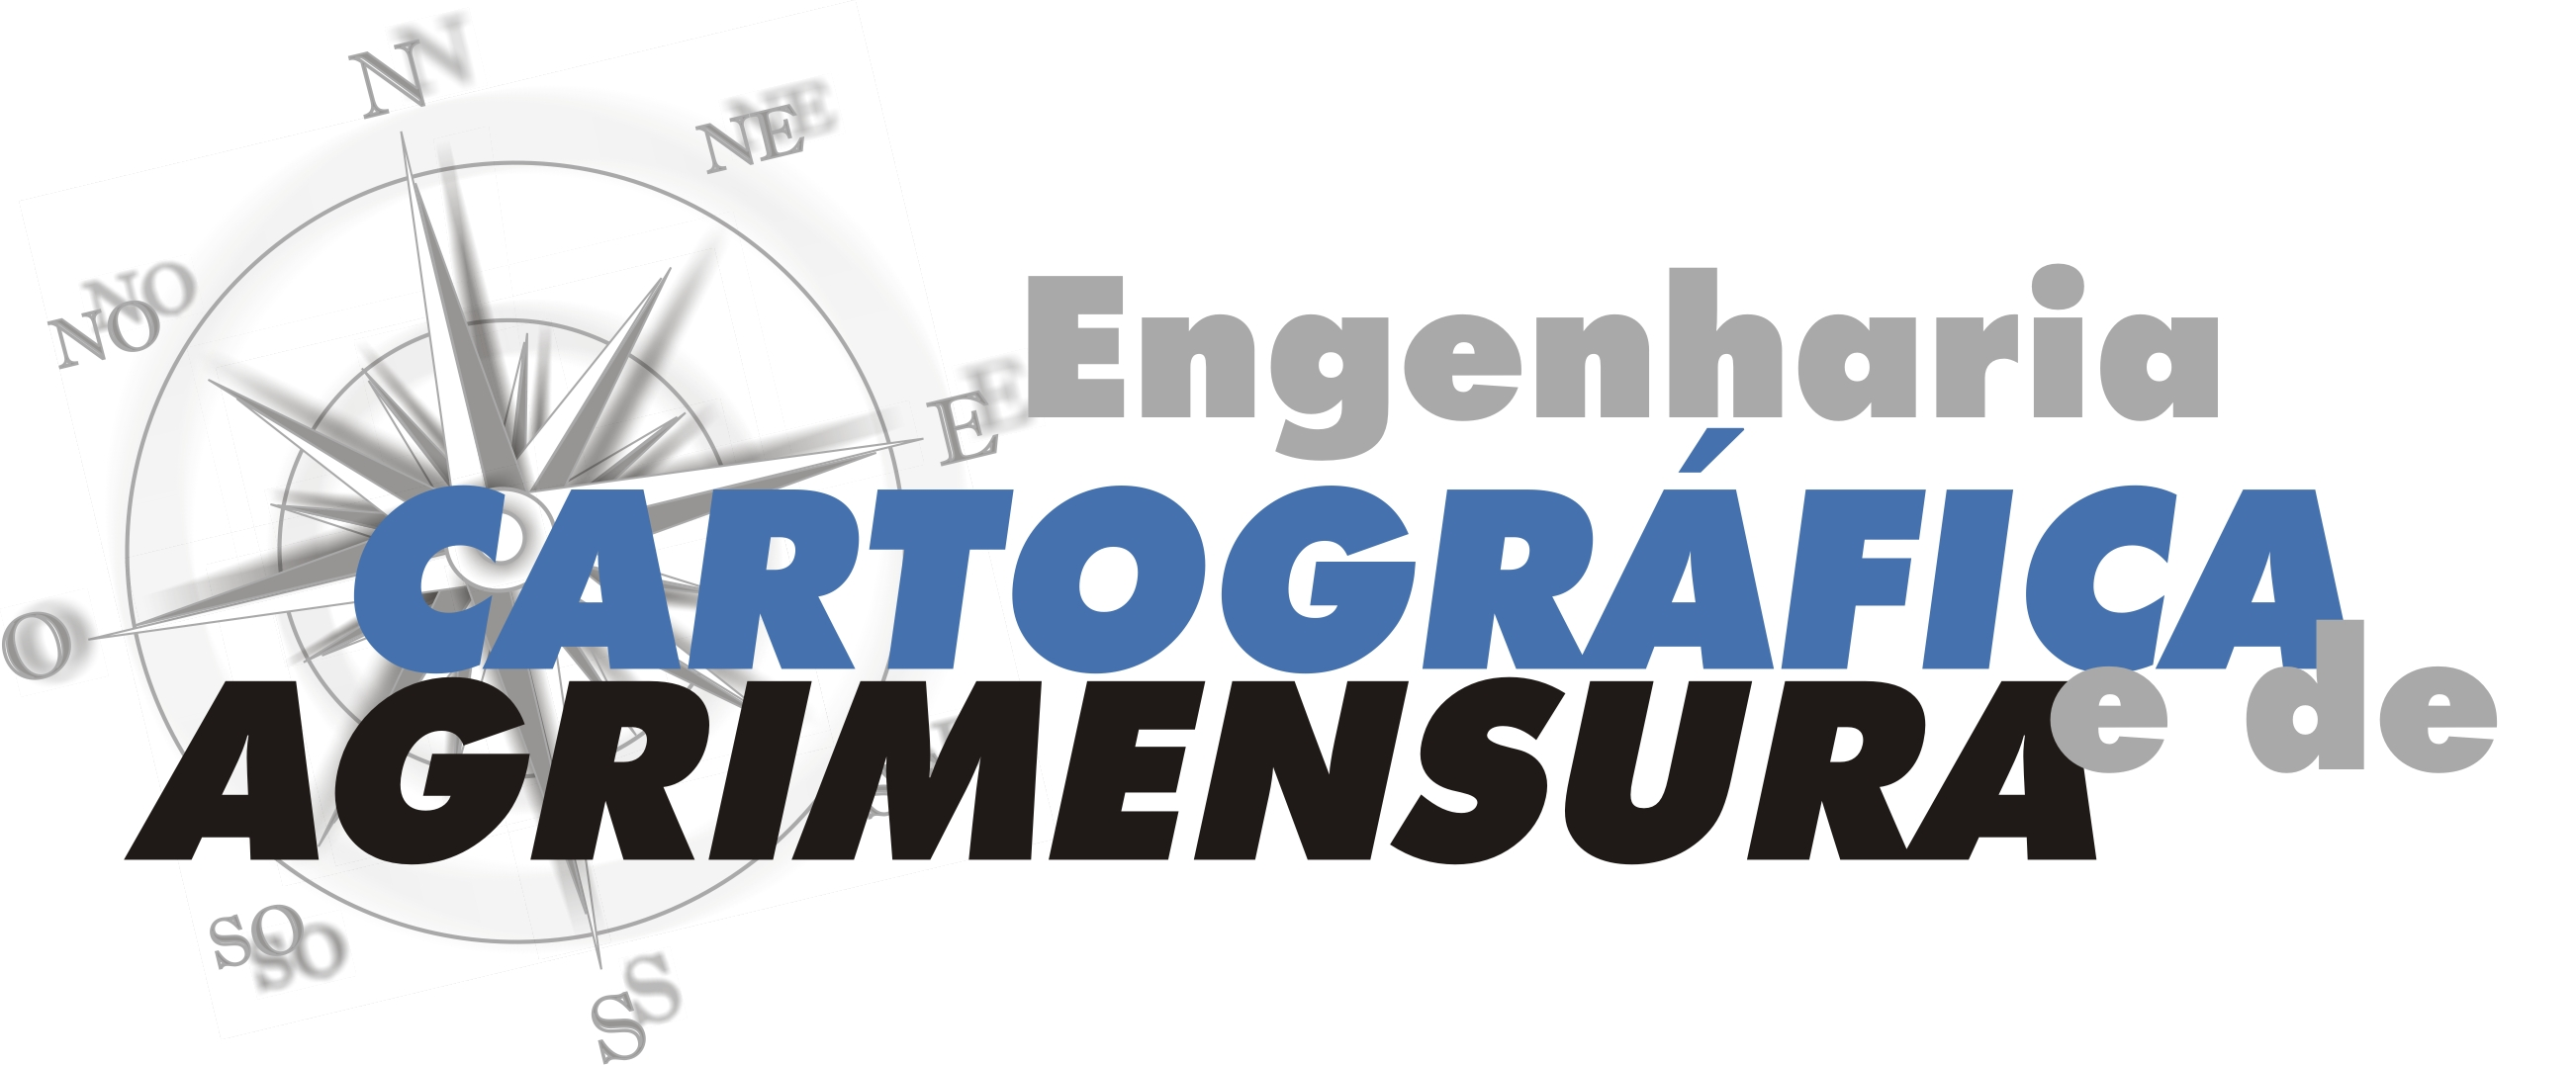 N
NE
NO
E
O
SO
S
Engenharia
CARTOGRÁFICA
e de
AGRIMENSURA